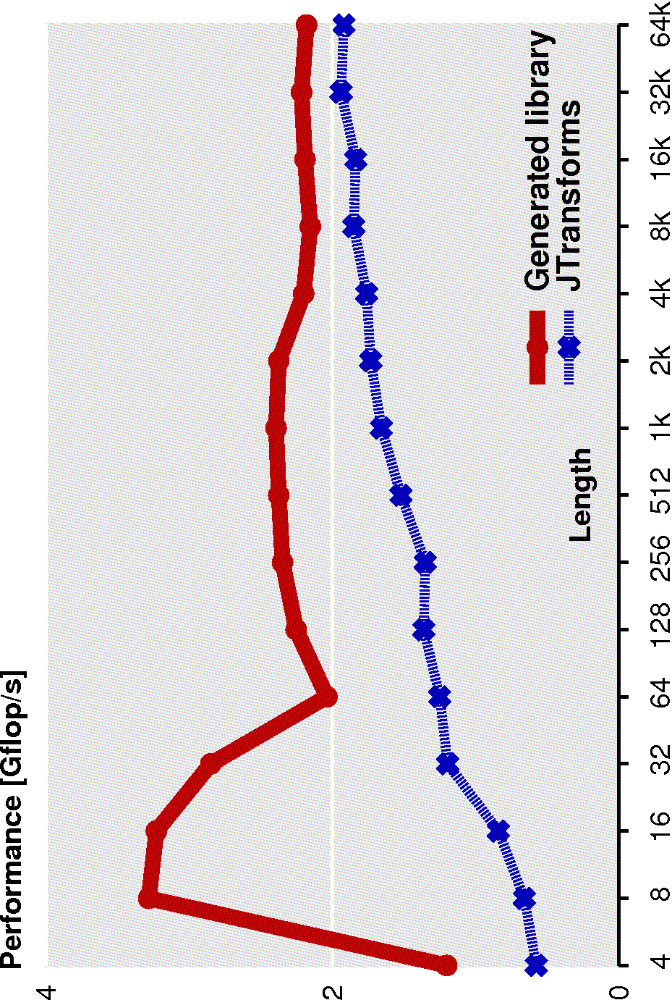 Performance [Gflop/s]
4
2
0
4 8 16 32 64 128 256 512 1k 2k 4k 8k 16k 32k 64k
Length
Generated library
JTransforms